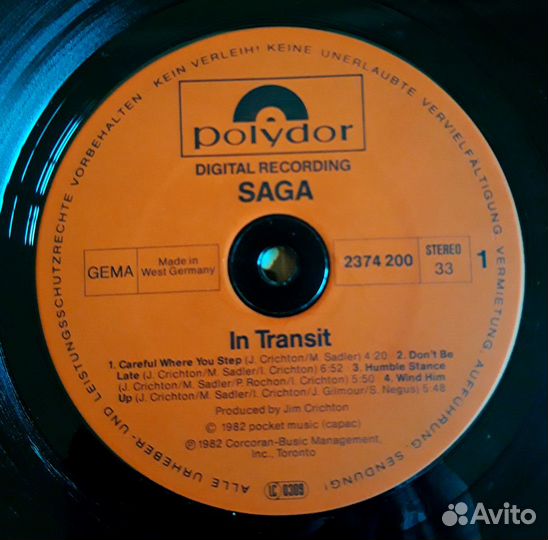 ALLE URHEBER- UND LEISTUNGSSCHUTZRECHTE VORBEHALTEN KEIN VERLEIH! KEINE UNERLAUBTE VERVIELFÄLTIGUNG, VERMIETUNG, AUFFÜHRUNG, SENDUNG!
polydor
DIGITAL RECORDING
SAGA
GEMA
Made in
West Germany
2374 200
STEREO
33
1
In Transit
1. Careful Where You Step (J. Crichton/M. Sadler) 4:20 2. Don't Be
Late (J. Crichton/M. Sadler/I. Crichton) 6:52 3. Humble Stance
(J. Crichton/M. Sadler/P. Rochon/I. Crichton) 5:50 4. Wind Him
Up (J. Crichton/M. Sadler/I. Crichton/J. Gilmour/S. Negus) 5:48
Produced by Jim Crichton
© 1982 pocket music (capac)
℗ 1982 Corcoran-Busic Management,
Inc., Toronto
LC 0309
Avito